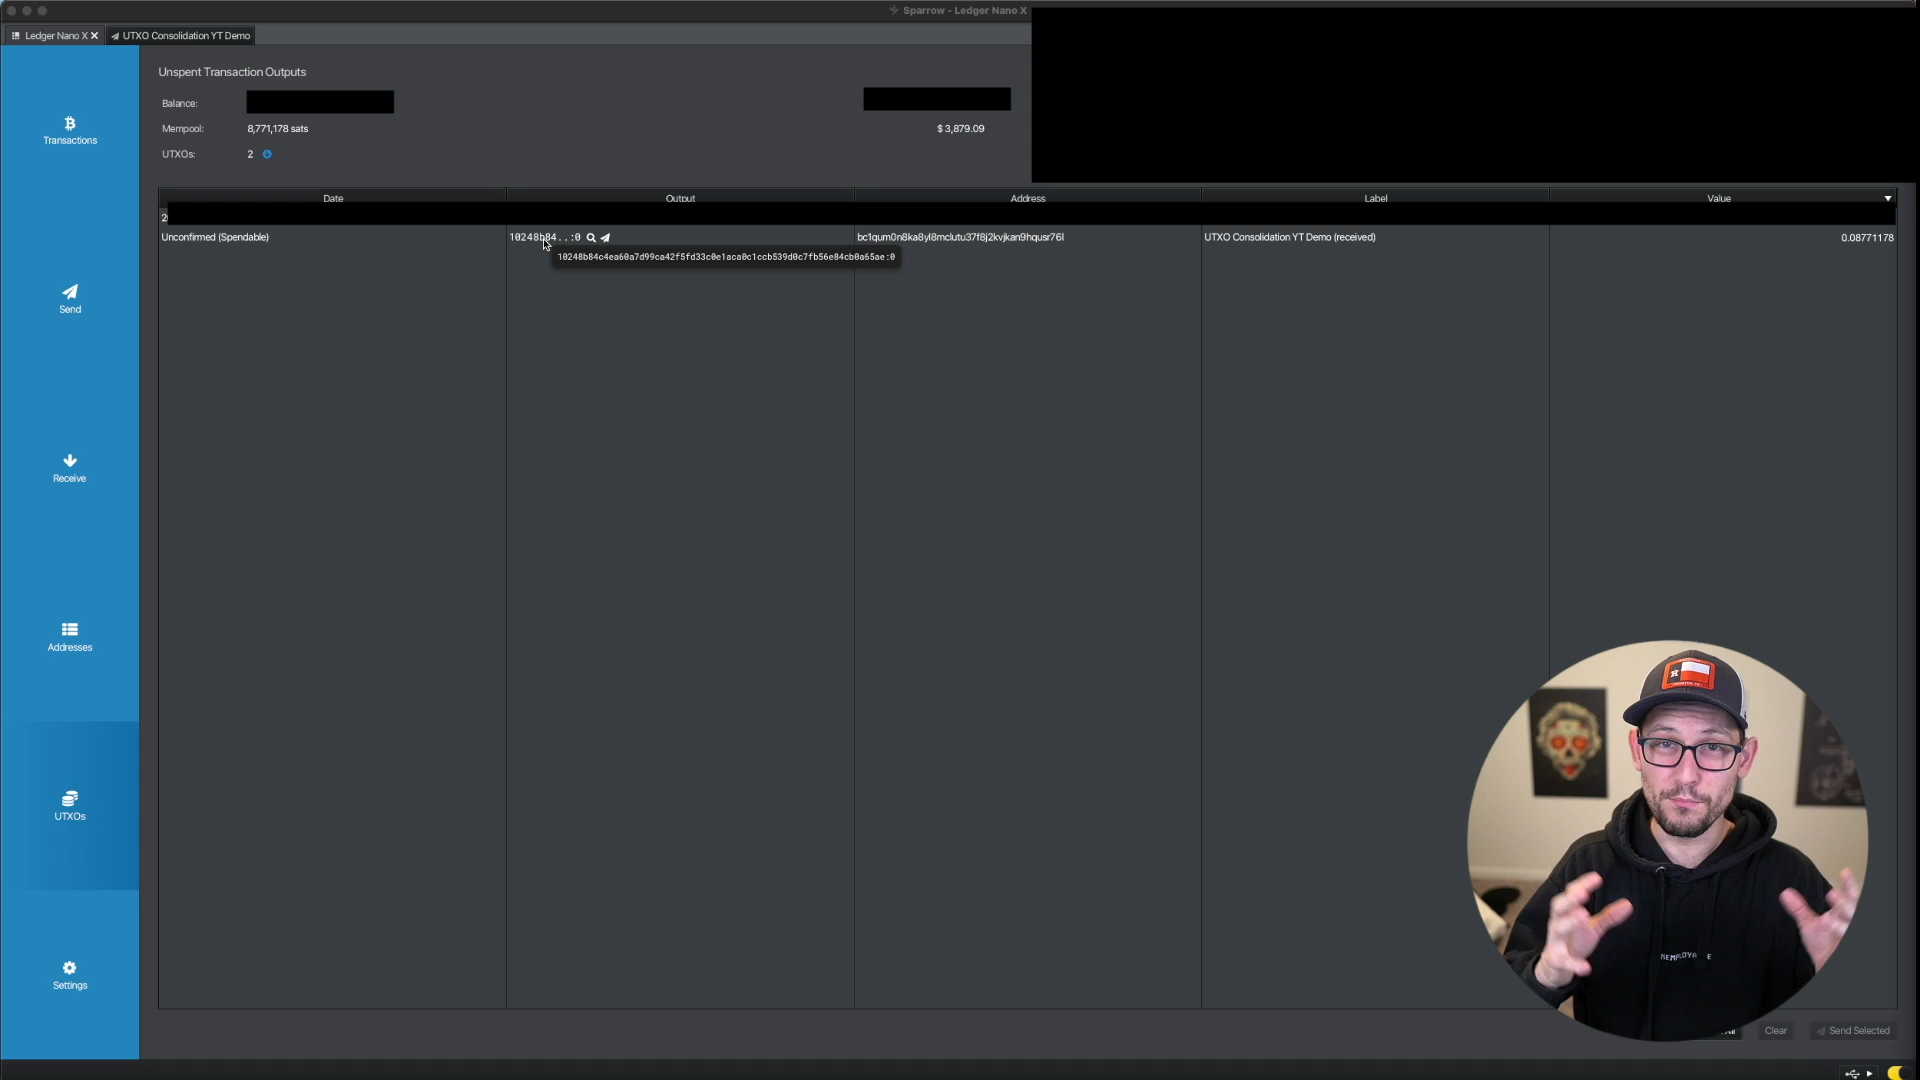 Sparrow - Ledger Nano X
Ledger Nano X
UTXO Consolidation YT Demo
Unspent Transaction Outputs
Balance:
Mempool: 8,771,178 sats $ 3,879.09
UTXOs: 2
Date Output Address Label Value
Unconfirmed (Spendable) 10248b84..:0 bc1qum0n8ka8yl8mclutu37f8j2kvjkan9hqusr76l UTXO Consolidation YT Demo (received) 0.08771178
10248b84c4ea60a7d99ca42f5fd33c0e1aca0c1ccb539d0c7fb56e84cb0a65ae:0
Transactions
Send
Receive
Addresses
UTXOs
Settings
Clear
Send Selected